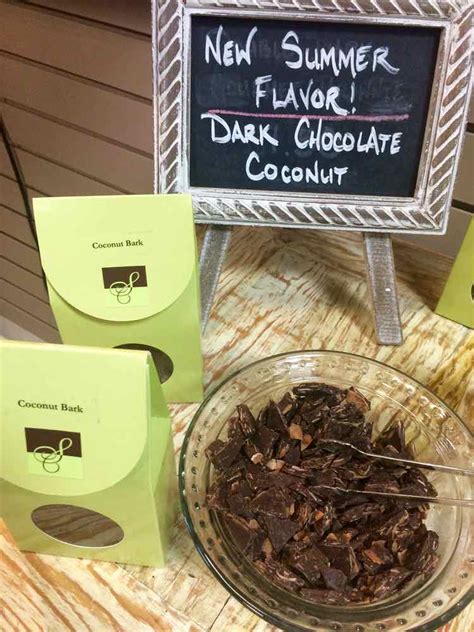 New Summer
Flavor!
Dark Chocolate
Coconut
Coconut Bark
S
Coconut Bark
S